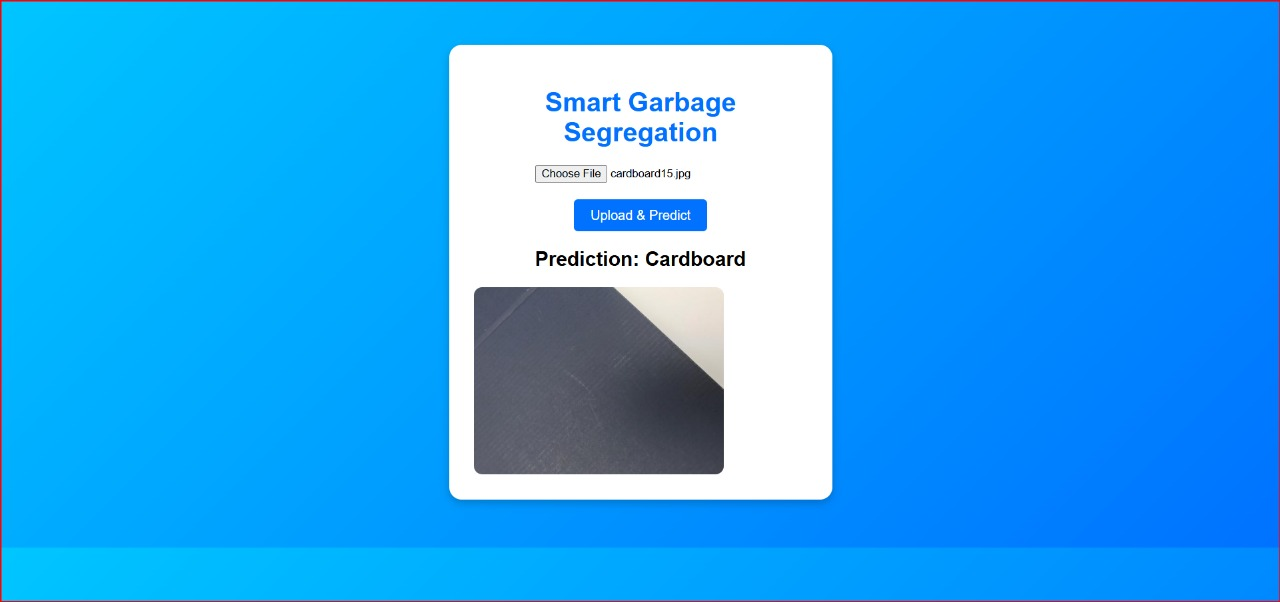 Smart Garbage
Segregation
Choose File cardboard15.jpg
Upload & Predict
Prediction: Cardboard